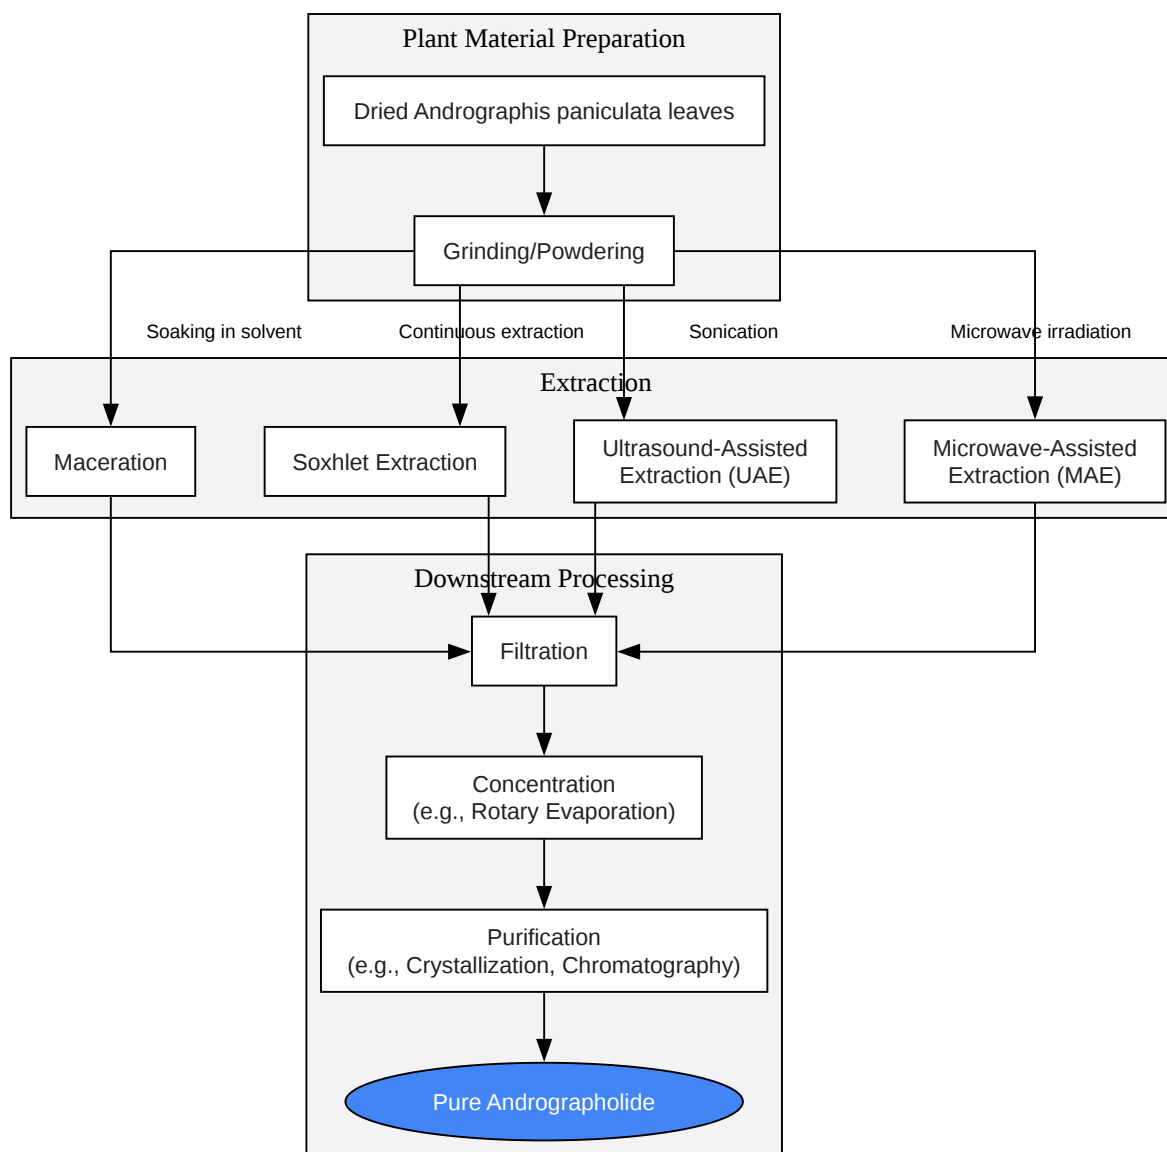 Plant Material Preparation
Dried Andrographis paniculata leaves
Grinding/Powdering
Soaking in solvent
Continuous extraction
Sonication
Microwave irradiation
Extraction
Maceration
Soxhlet Extraction
Ultrasound-Assisted
Extraction (UAE)
Microwave-Assisted
Extraction (MAE)
Downstream Processing
Filtration
Concentration
(e.g., Rotary Evaporation)
Purification
(e.g., Crystallization, Chromatography)
Pure Andrographolide